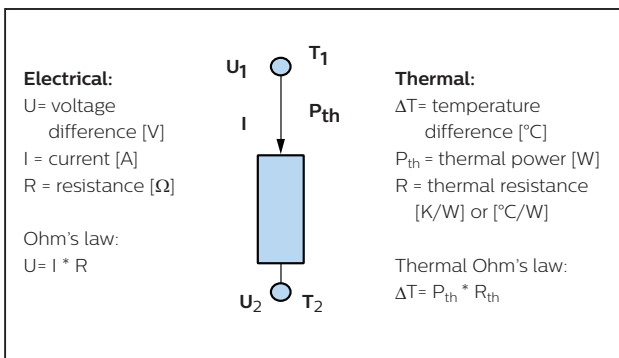 Electrical:
U= voltage
difference [V]
I = current [A]
R = resistance [Ω]
Ohm's law:
U= I * R
U1
T1
I
Pth
U2
T2
Thermal:
ΔT= temperature
difference [°C]
Pth = thermal power [W]
R = thermal resistance
[K/W] or [°C/W]
Thermal Ohm's law:
ΔT= Pth * Rth